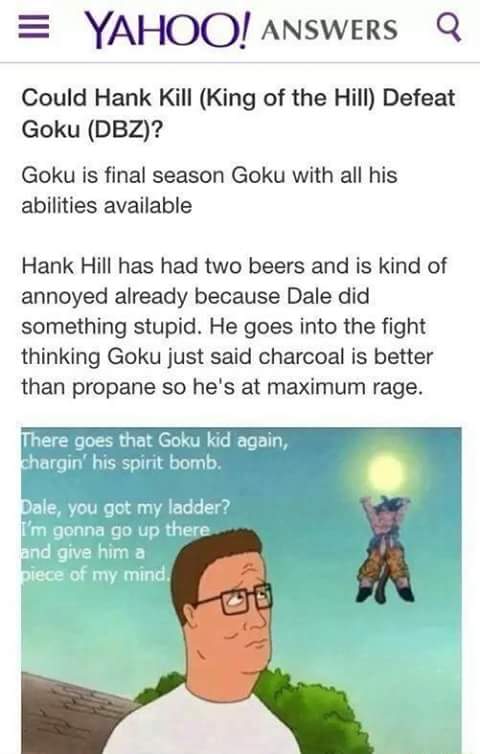 YAHOO! ANSWERS
Could Hank Kill (King of the Hill) Defeat
Goku (DBZ)?
Goku is final season Goku with all his
abilities available
Hank Hill has had two beers and is kind of
annoyed already because Dale did
something stupid. He goes into the fight
thinking Goku just said charcoal is better
than propane so he's at maximum rage.
There goes that Goku kid again,
chargin' his spirit bomb.
Dale, you got my ladder?
I'm gonna go up there
and give him a
piece of my mind.